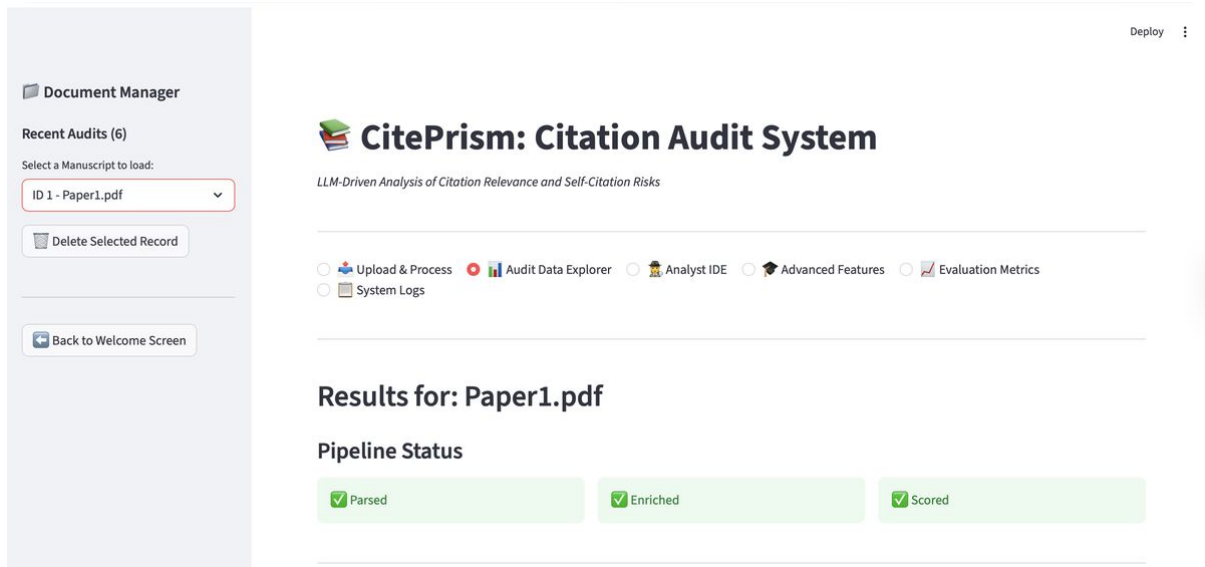 Deploy
Document Manager
Recent Audits (6)
Select a Manuscript to load:
ID 1 - Paper1.pdf
Delete Selected Record
Back to Welcome Screen
CitePrism: Citation Audit System
LLM-Driven Analysis of Citation Relevance and Self-Citation Risks
Upload & Process Audit Data Explorer Analyst IDE Advanced Features Evaluation Metrics
System Logs
Results for: Paper1.pdf
Pipeline Status
Parsed Enriched Scored